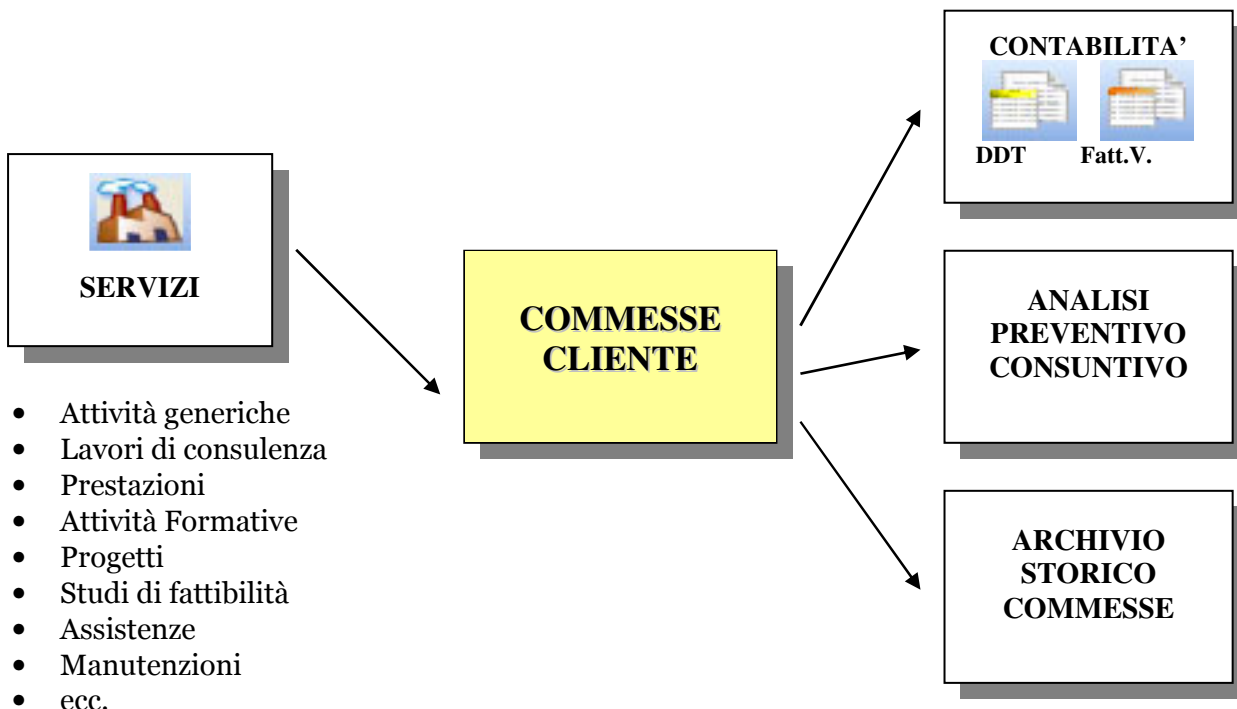 SERVIZI
• Attività generiche
• Lavori di consulenza
• Prestazioni
• Attività Formative
• Progetti
• Studi di fattibilità
• Assistenze
• Manutenzioni
• ecc.
COMMESSE
CLIENTE
CONTABILITA’
DDT Fatt.V.
ANALISI
PREVENTIVO
CONSUNTIVO
ARCHIVIO
STORICO
COMMESSE